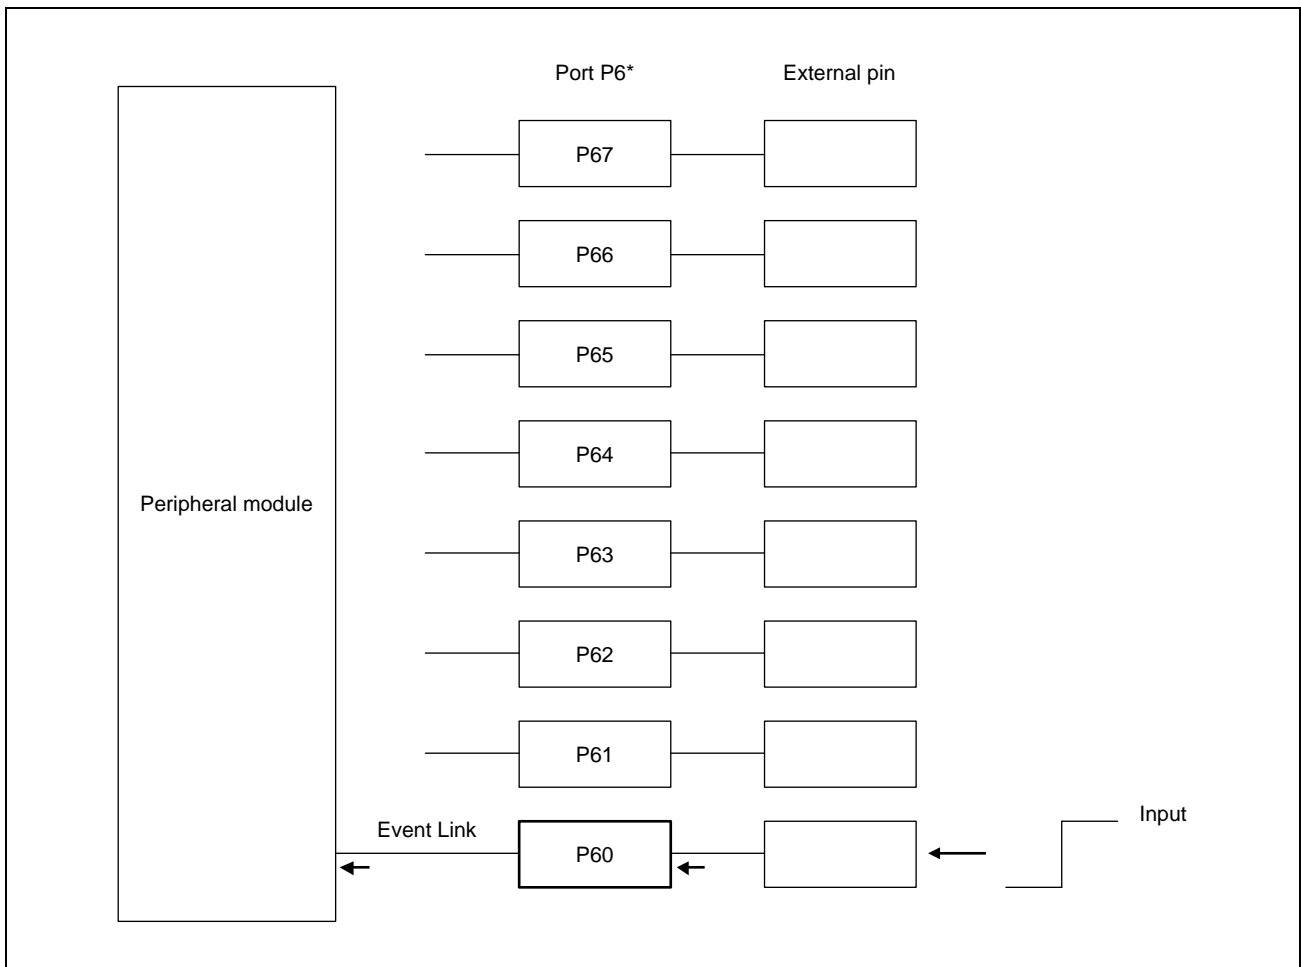 Port P6*
External pin
P67
P66
P65
P64
Peripheral module
P63
P62
P61
Input
Event Link
P60